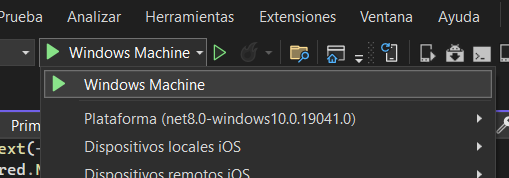 Prueba Analizar Herramientas Extensiones Ventana Ayuda
Windows Machine
Windows Machine
Plataforma (net8.0-windows10.0.19041.0)
Prim
Dispositivos locales iOS
ext(
red.M
Dispositivos remotos iOS